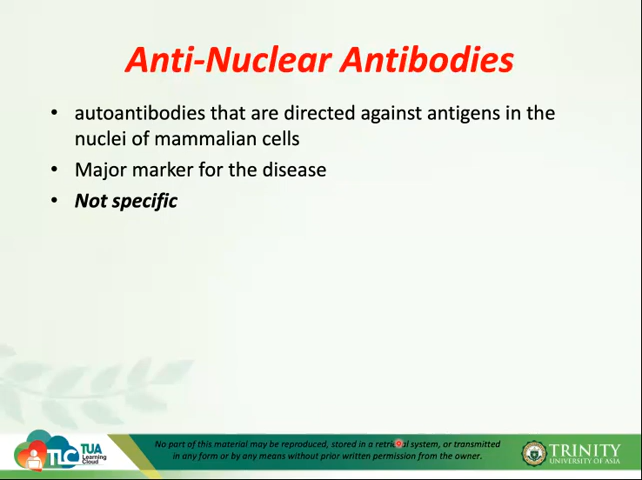 Anti-Nuclear Antibodies
• autoantibodies that are directed against antigens in the
nuclei of mammalian cells
• Major marker for the disease
• Not specific
No part of this material may be reproduced, stored in a retrieval system, or transmitted
in any form or by any means without prior written permission from the owner.
TLC
TUA
Learning
Cloud
TRINITY
UNIVERSITY OF ASIA